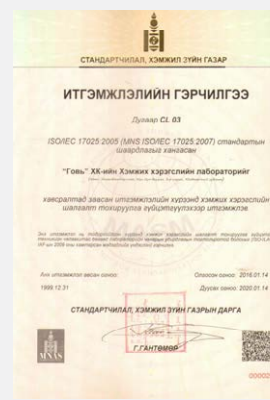 СТАНДАРТЧИЛАЛ, ХЭМЖИЛ ЗҮЙН ГАЗАР
ИТГЭМЖЛЭЛИЙН ГЭРЧИЛГЭЭ
Дугаар CL 03
ISO/IEC 17025:2005 (MNS ISO/IEC 17025:2007) стандартын
шаардлагыг хангасан
"Говь" ХК-ийн Хэмжих хэрэгслийн лабораторийг
хавсралтад заасан итгэмжлэлийн хүрээнд хэмжих хэрэгслийн
шалгалт тохируулга гүйцэтгүүлэхээр итгэмжлэв
Анх итгэмжлэл авсан огноо:
1999.12.31
Олгосон огноо: 2016.01.14
Дуусах огноо: 2020.01.14
СТАНДАРТЧИЛАЛ, ХЭМЖИЛ ЗҮЙН ГАЗРЫН ДАРГА
Г.ГАНТӨМӨР
MNAS
00002